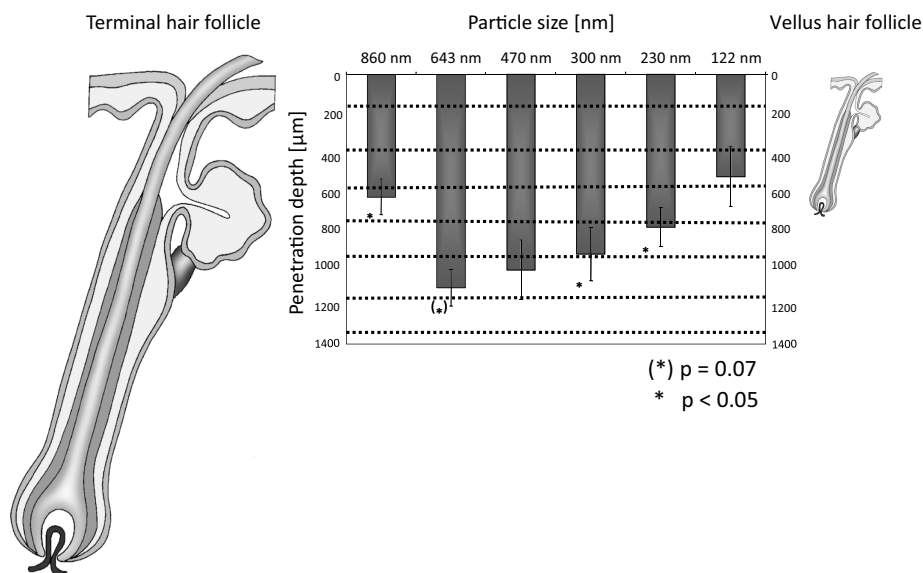 Terminal hair follicle
Particle size [nm]
Vellus hair follicle
860 nm 643 nm 470 nm 300 nm 230 nm 122 nm
Penetration depth [µm]
0
200
400
600
800
1000
1200
1400
0
200
400
600
800
1000
1200
1400
*
(*)
*
*
(*) p = 0.07
* p < 0.05